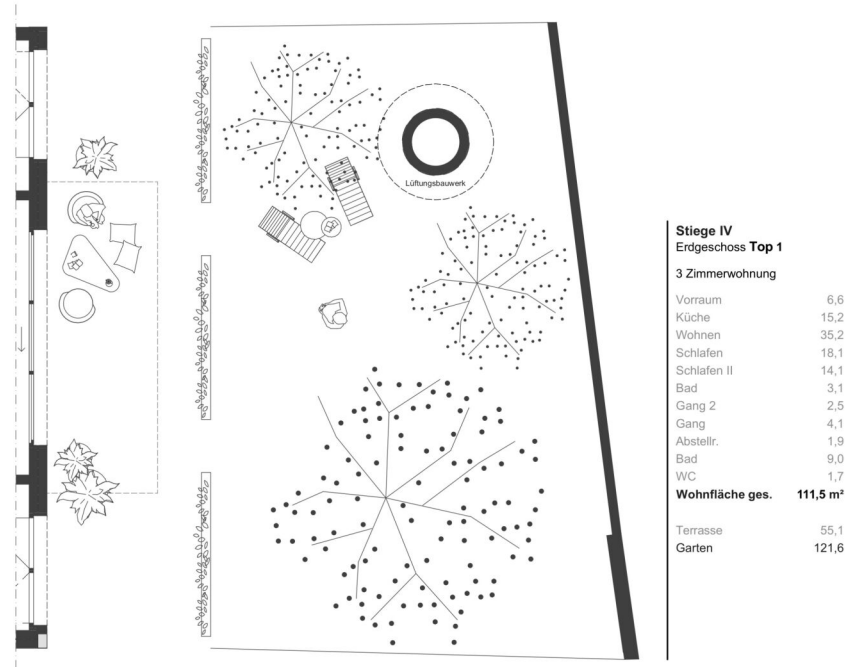 Lüftungsbauwerk
Stiege IV
Erdgeschoss Top 1
3 Zimmerwohnung
Vorraum 6,6
Küche 15,2
Wohnen 35,2
Schlafen 18,1
Schlafen II 14,1
Bad 3,1
Gang 2 2,5
Gang 4,1
Abstellr. 1,9
Bad 9,0
WC 1,7
Wohnfläche ges. 111,5 m²
Terrasse 55,1
Garten 121,6